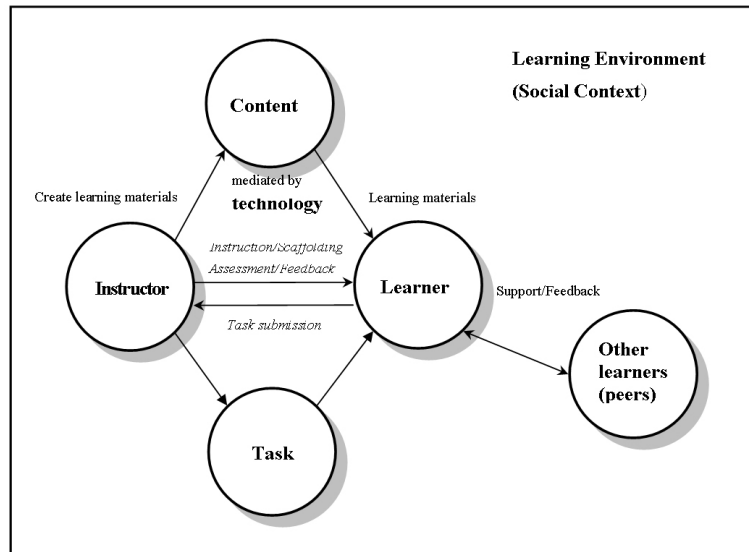 Learning Environment
(Social Context)
Content
mediated by
technology
Create learning materials
Learning materials
Instruction/Scaffolding
Assessment/Feedback
Instructor
Learner
Support/Feedback
Task submission
Other
learners
(peers)
Task